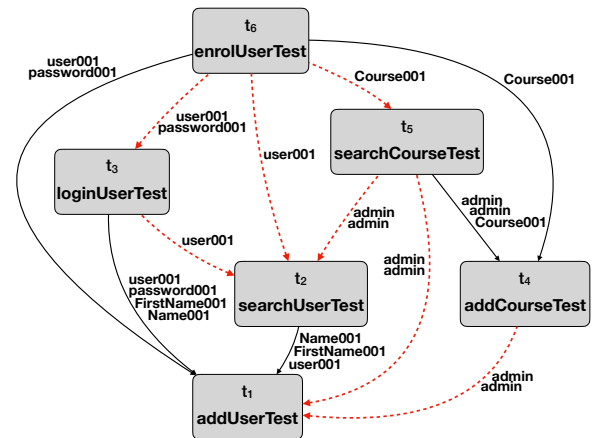 t6
enrolUserTest
user001
password001
Course001
Course001
user001
password001
t5
searchCourseTest
user001
t3
loginUserTest
admin
admin
admin
admin
Course001
user001
admin
admin
t2
searchUserTest
t4
addCourseTest
user001
password001
FirstName001
Name001
Name001
FirstName001
user001
admin
admin
t1
addUserTest